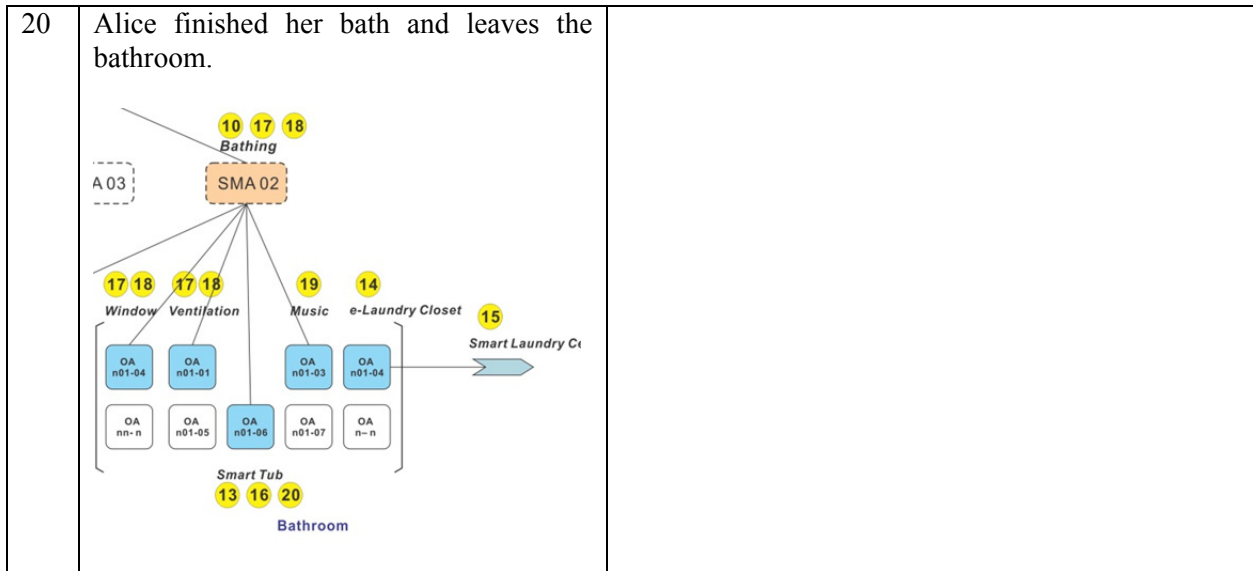 20
Alice finished her bath and leaves the
bathroom.
10 17 18
Bathing
A 03
SMA 02
17 18 17 18 19 14
Window Ventilation Music e-Laundry Closet
15
Smart Laundry Ce
OA OA OA OA
n01-04 n01-01 n01-03 n01-04
OA OA OA OA OA
nn- n n01-05 n01-06 n01-07 n– n
Smart Tub
13 16 20
Bathroom